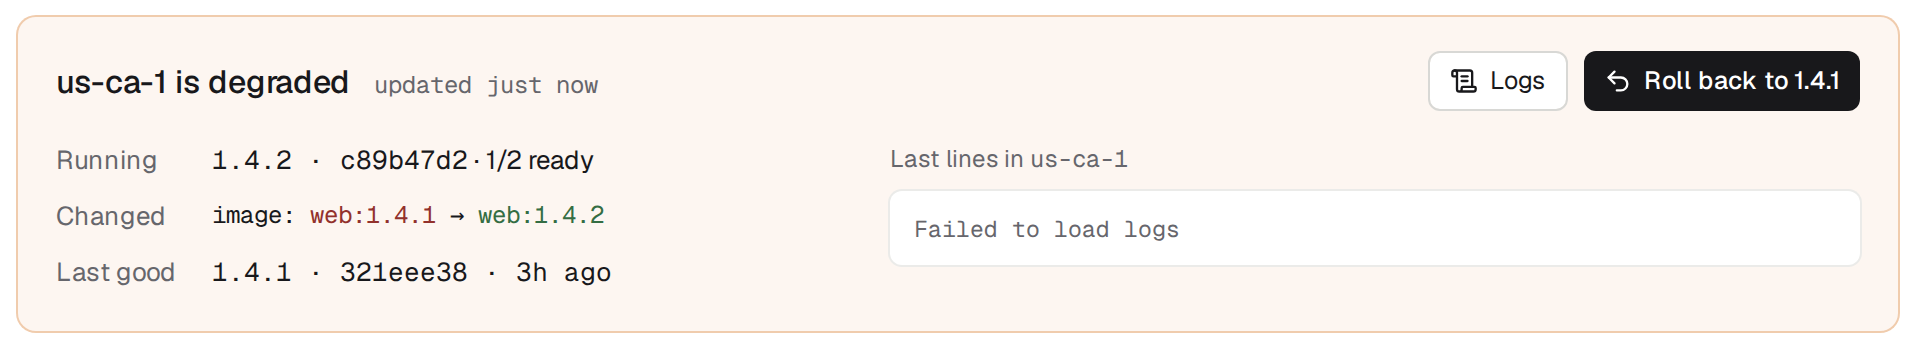 us-ca-1 is degraded updated just now
Logs
Roll back to 1.4.1
Running 1.4.2 · c89b47d2 · 1/2 ready
Changed image: web:1.4.1 → web:1.4.2
Last good 1.4.1 · 321eee38 · 3h ago
Last lines in us-ca-1
Failed to load logs